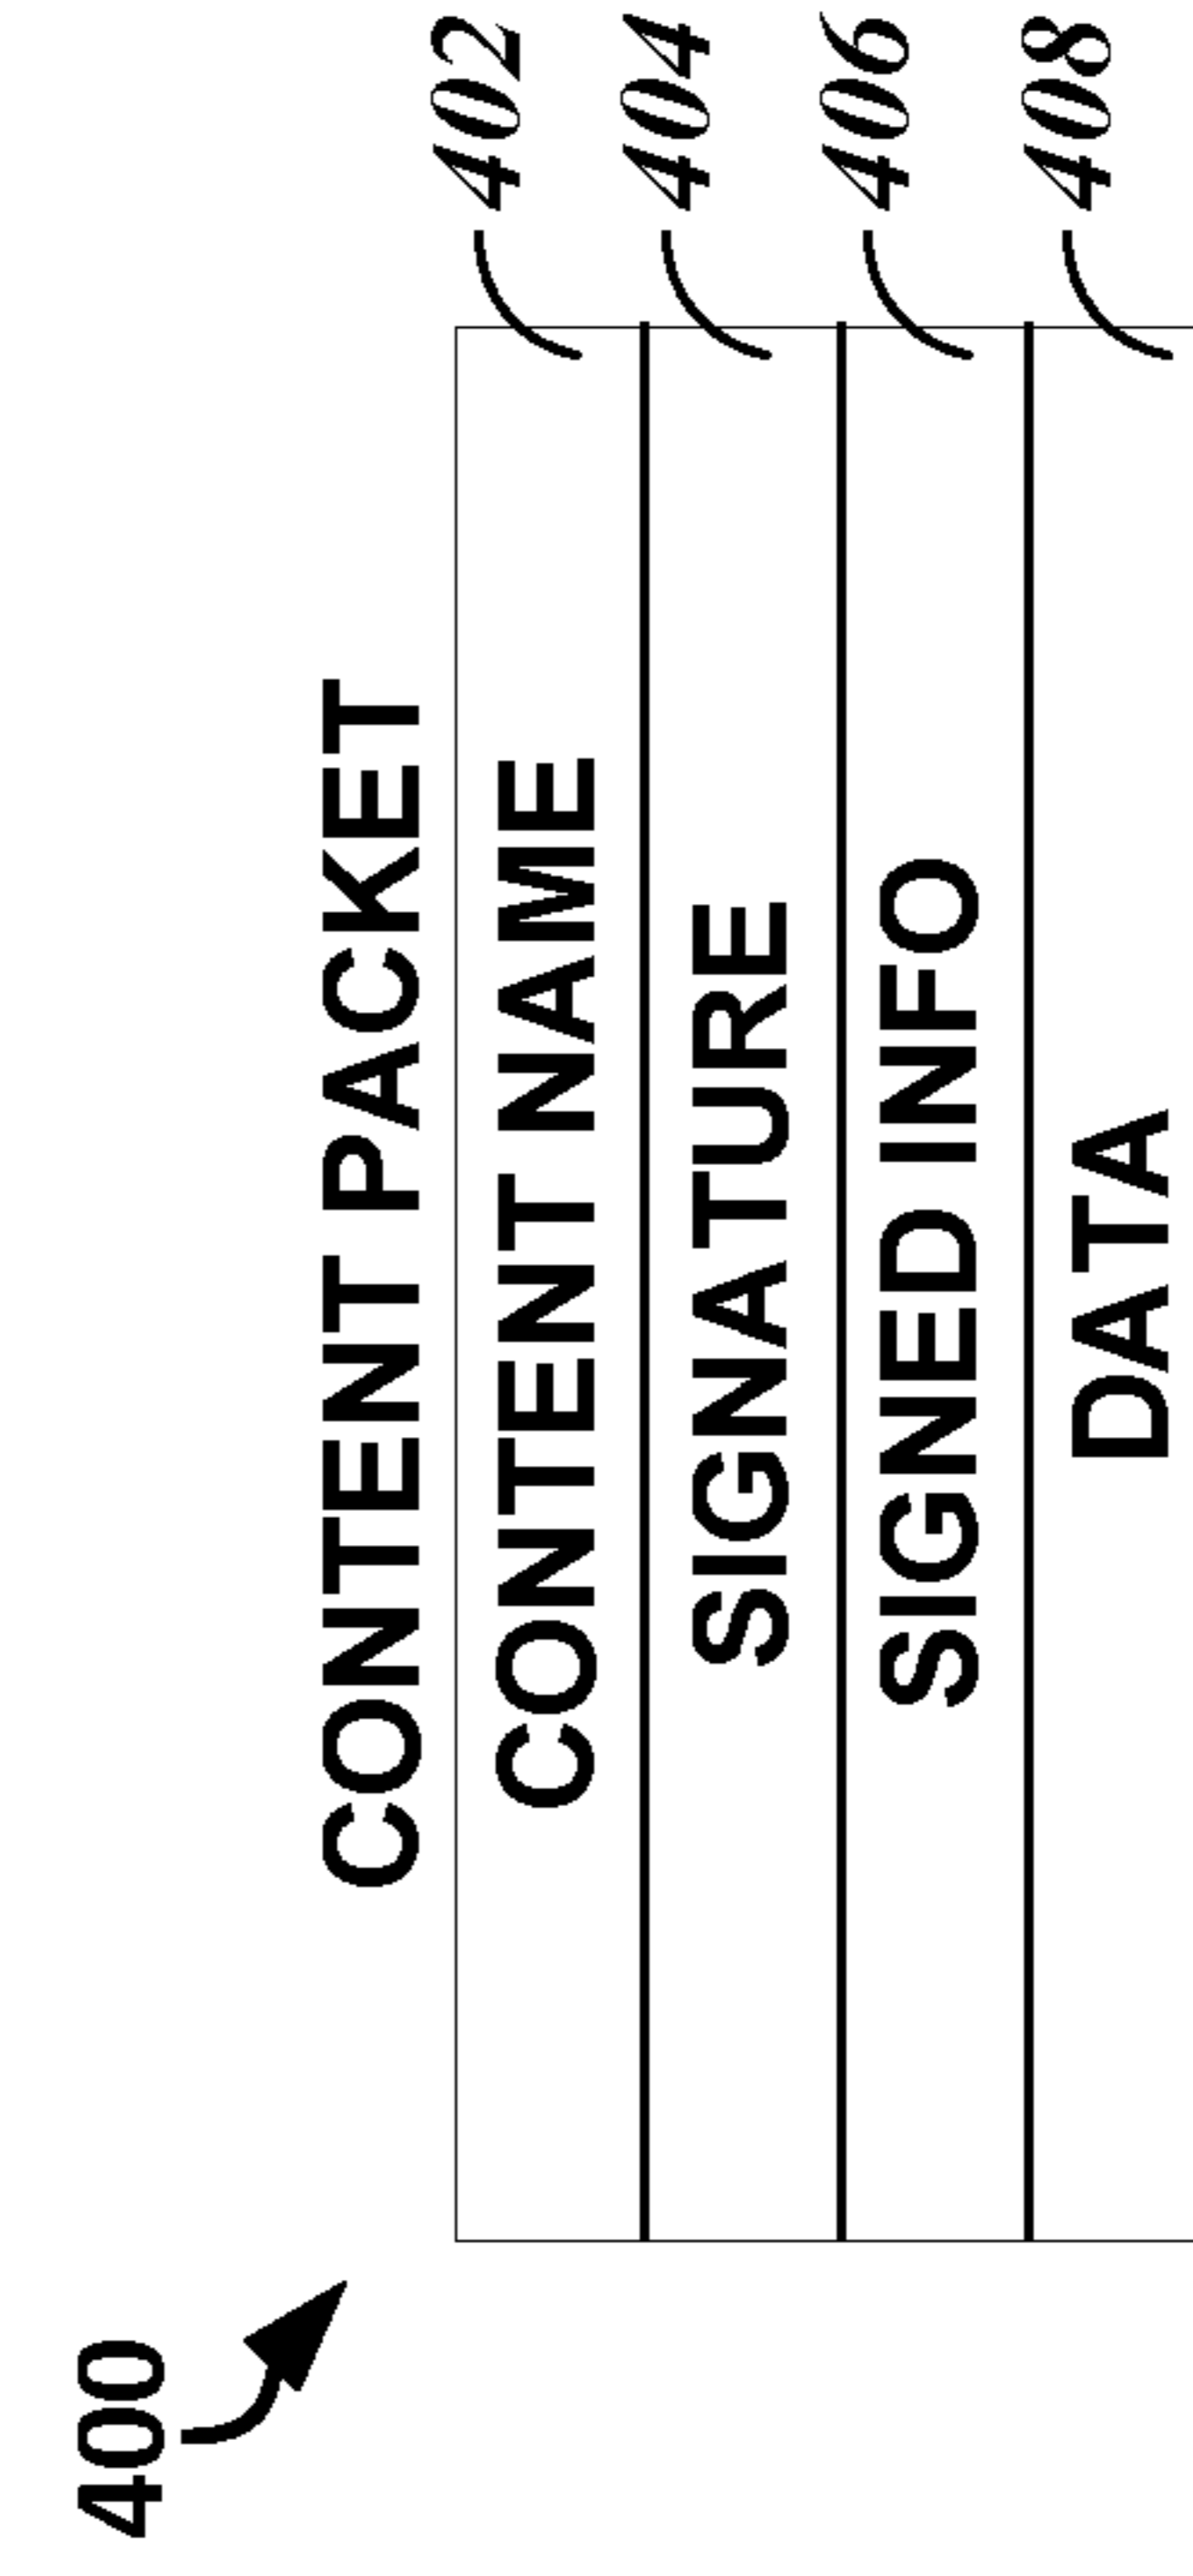 400
CONTENT PACKET
CONTENT NAME 402
SIGNATURE 404
SIGNED INFO 406
DATA 408